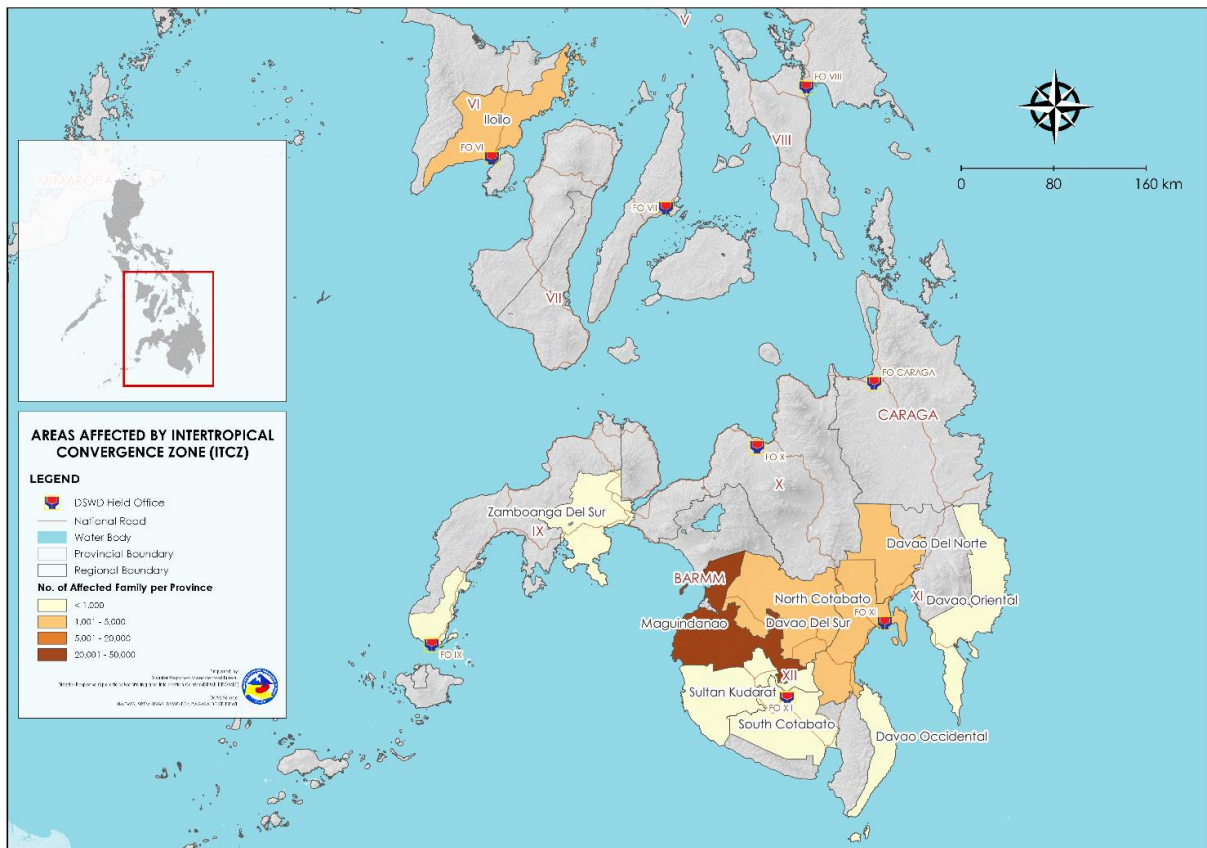 V
FO VIII
VI
Iloilo
VIII
0 80 160 km
FO VI
MIMAROPA
FO VII
VII
FO CARAGA
CARAGA
AREAS AFFECTED BY INTERTROPICAL
CONVERGENCE ZONE (ITCZ)
LEGEND
DSWD Field Office
National Road
Water Body
Provincial Boundary
Regional Boundary
No. of Affected Family per Province
< 1,000
1,001 - 5,000
5,001 - 20,000
20,001 - 50,000
Prepared by:
FO X
X
Zamboanga Del Sur
IX
Davao Del Norte
BARMM
North Cotabato
XI
Davao Oriental
Maguindanao
Davao Del Sur
FO XI
FO IX
XII
Sultan Kudarat
South Cotabato
Davao Occidental